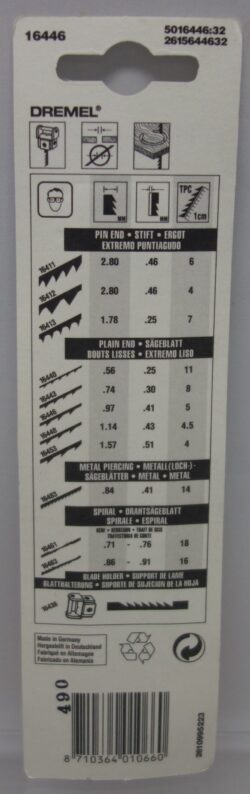 16446
5016446:32
2615644632
DREMEL®
MM
MM
TPC
1cm
PIN END • STIFT • ERGOT
EXTREMO PUNTIAGUDO
16411 2.80 .46 6
16412 2.80 .46 4
16413 1.78 .25 7
PLAIN END • SÄGEBLATT
BOUTS LISSES • EXTREMO LISO
16440 .56 .25 11
16443 .74 .30 8
16446 .97 .41 5
16448 1.14 .43 4.5
16453 1.57 .51 4
METAL PIERCING • METALL(LOCH-)-
SÄGEBLÄTTER • METAL • METAL
16463 .84 .41 14
SPIRAL • DRAHTSÄGEBLATT
SPIRALE • ESPIRAL
16461 .71 - .76 18
16462 .86 - .91 16
BLADE HOLDER • SUPPORT DE LAME
BLATTHALTERUNG • SUPORTE DE SUJECION DE LA HOJA
16438
Made in Germany
Hergestellt in Deutschland
Fabriqué en Allemagne
Fabricado en Alemania
490
8 710364 010660
2610995223